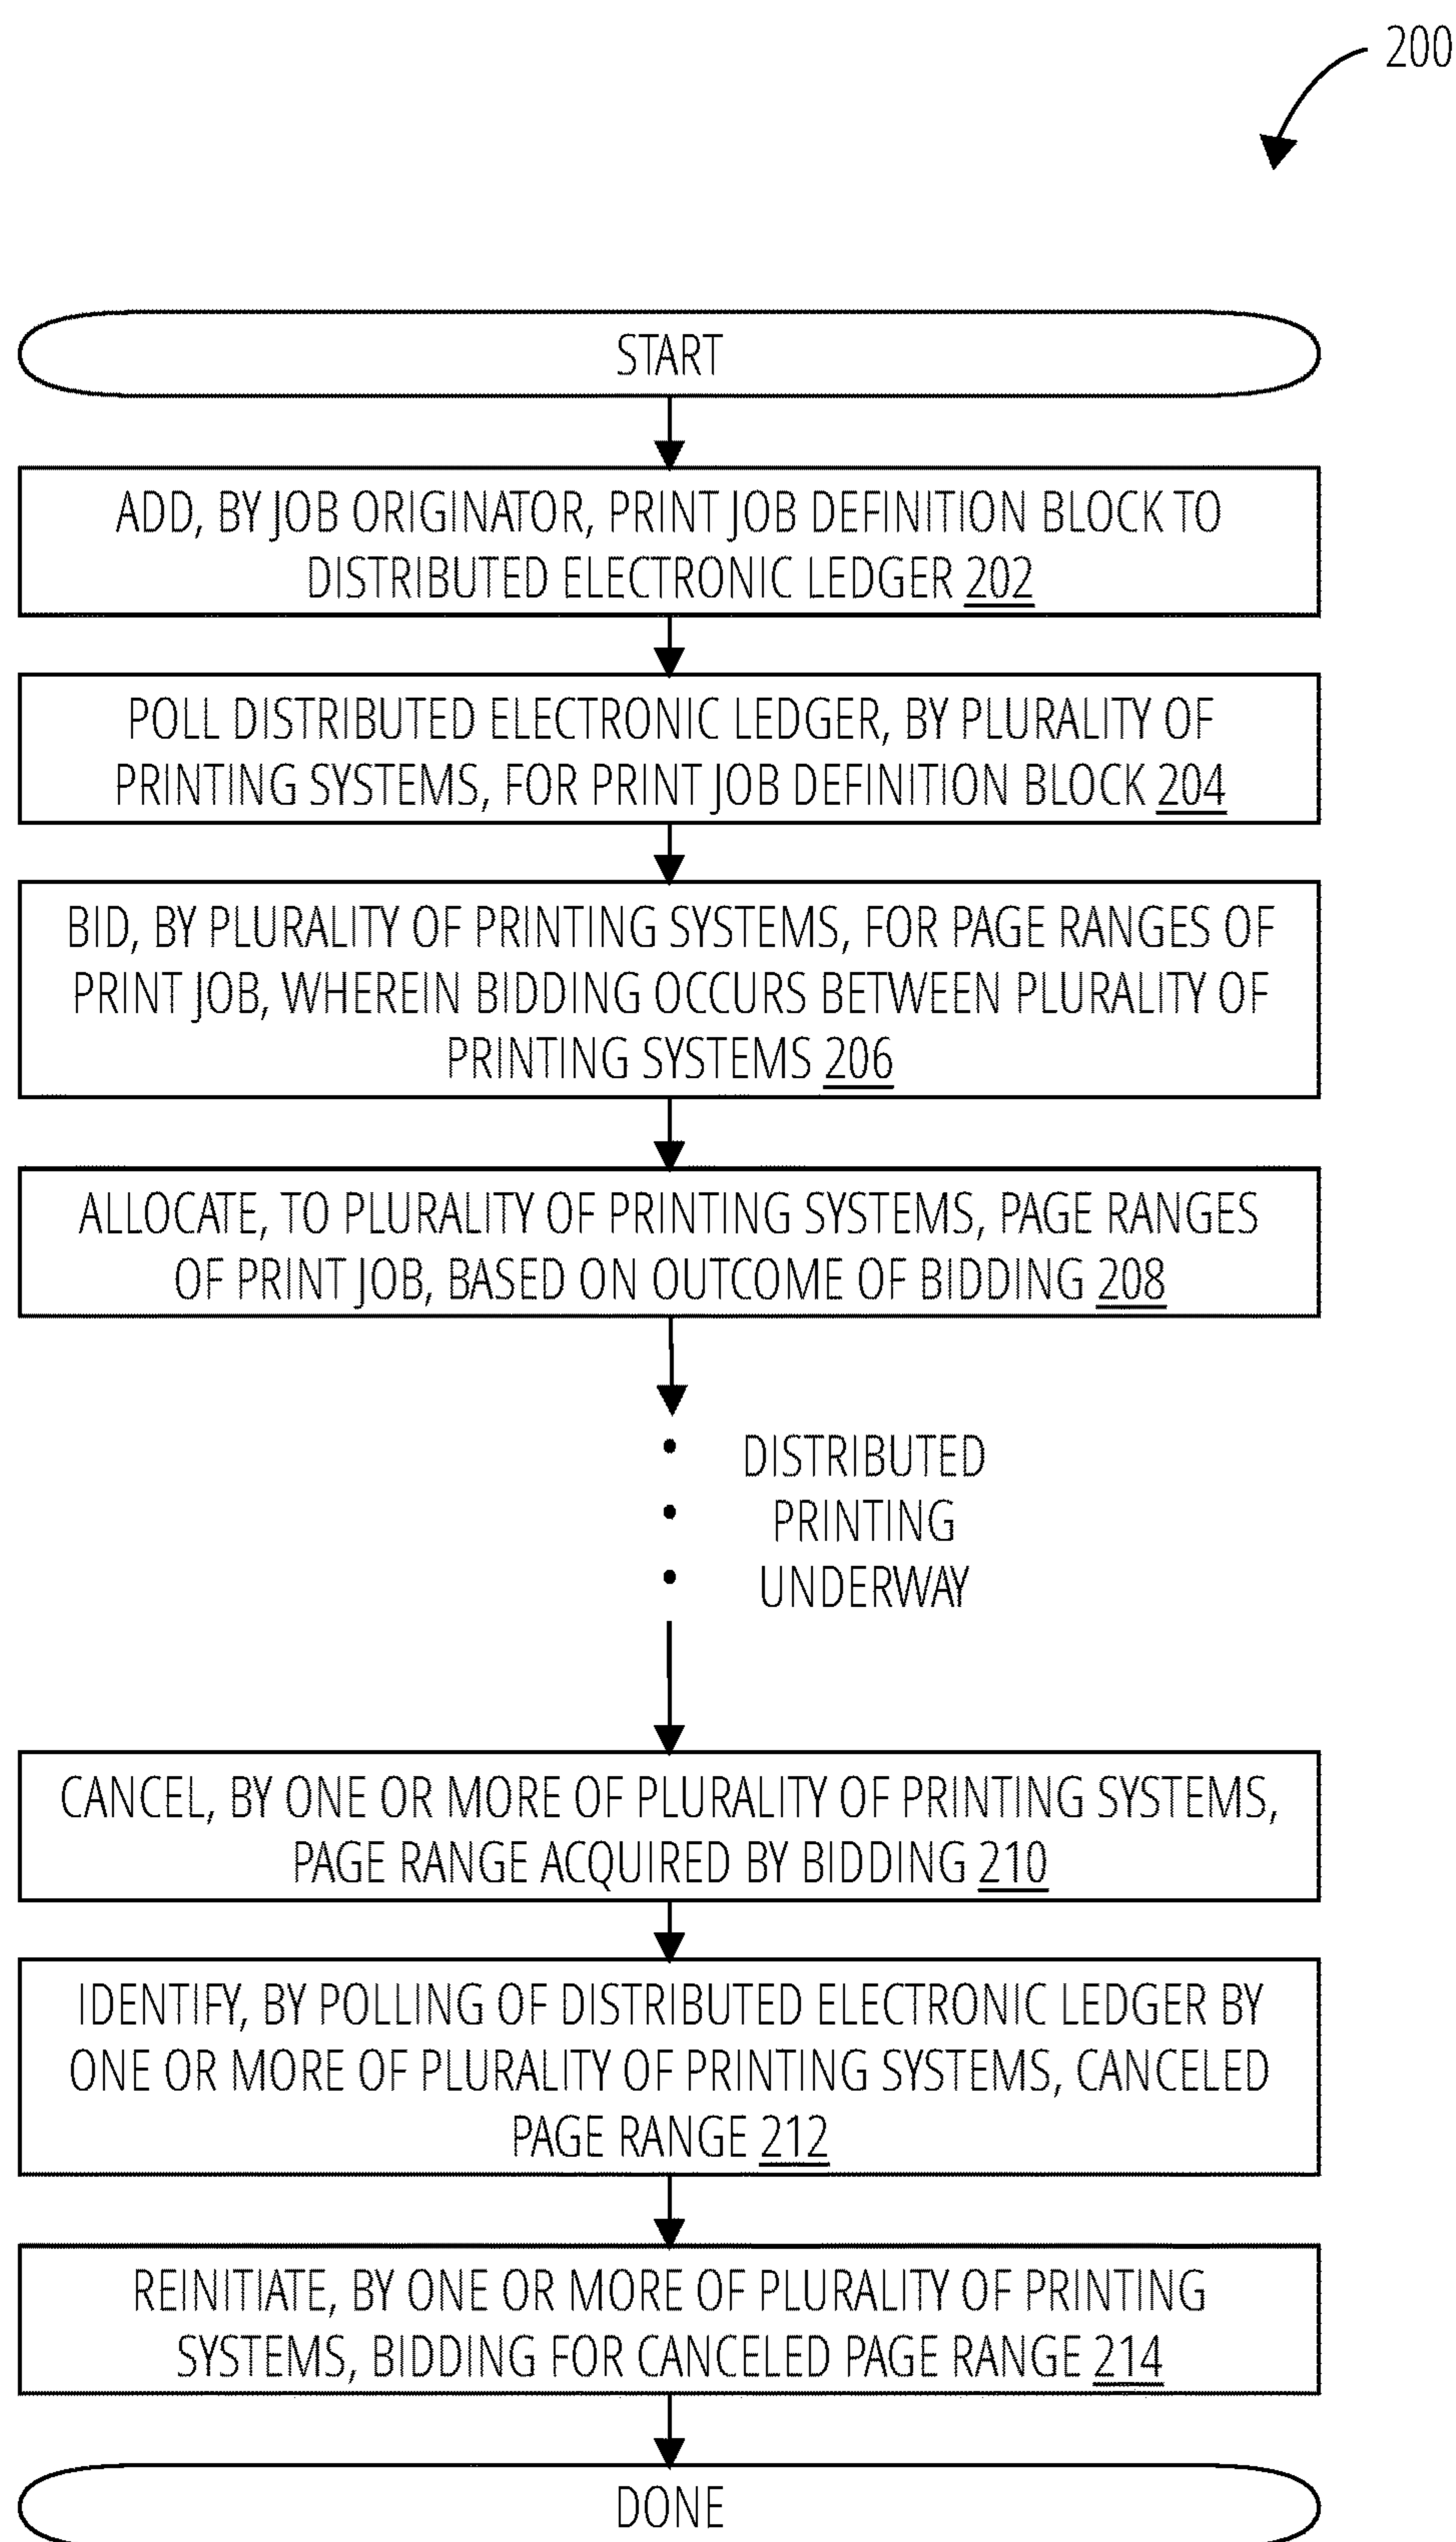 200
START
ADD, BY JOB ORIGINATOR, PRINT JOB DEFINITION BLOCK TO
DISTRIBUTED ELECTRONIC LEDGER 202
POLL DISTRIBUTED ELECTRONIC LEDGER, BY PLURALITY OF
PRINTING SYSTEMS, FOR PRINT JOB DEFINITION BLOCK 204
BID, BY PLURALITY OF PRINTING SYSTEMS, FOR PAGE RANGES OF
PRINT JOB, WHEREIN BIDDING OCCURS BETWEEN PLURALITY OF
PRINTING SYSTEMS 206
ALLOCATE, TO PLURALITY OF PRINTING SYSTEMS, PAGE RANGES
OF PRINT JOB, BASED ON OUTCOME OF BIDDING 208
DISTRIBUTED
PRINTING
UNDERWAY
CANCEL, BY ONE OR MORE OF PLURALITY OF PRINTING SYSTEMS,
PAGE RANGE ACQUIRED BY BIDDING 210
IDENTIFY, BY POLLING OF DISTRIBUTED ELECTRONIC LEDGER BY
ONE OR MORE OF PLURALITY OF PRINTING SYSTEMS, CANCELED
PAGE RANGE 212
REINITIATE, BY ONE OR MORE OF PLURALITY OF PRINTING
SYSTEMS, BIDDING FOR CANCELED PAGE RANGE 214
DONE